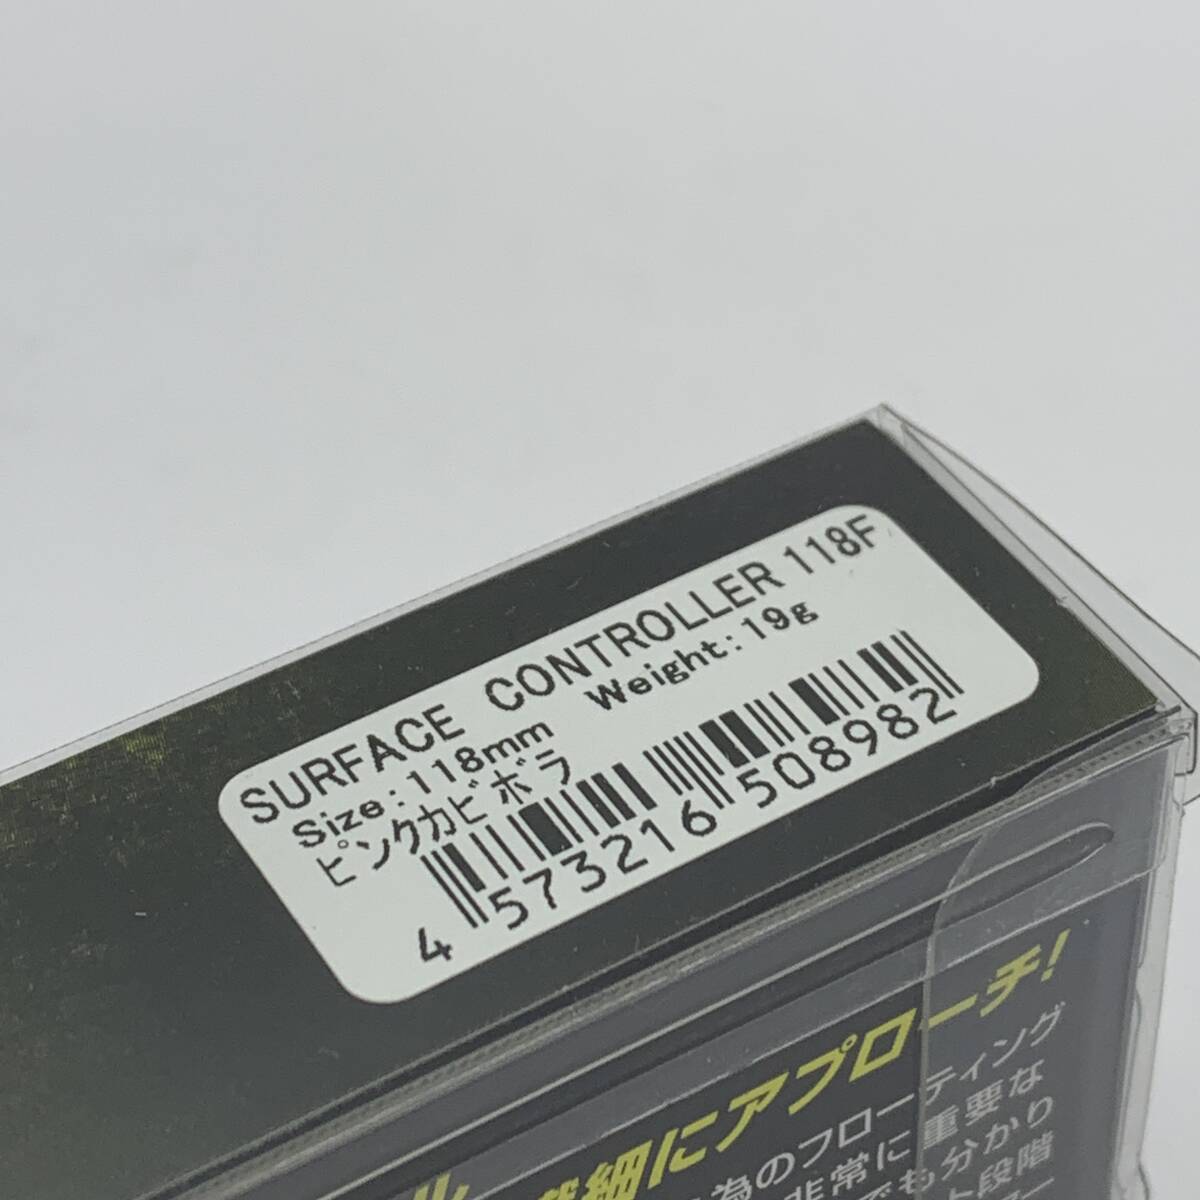 SURFACE CONTROLLER 118F
Size:118mm Weight:19g
ピンクカビボラ
4 573216 508982
細にアプローチ!
為のフローティング
非常に重要な
でも分かり
段階